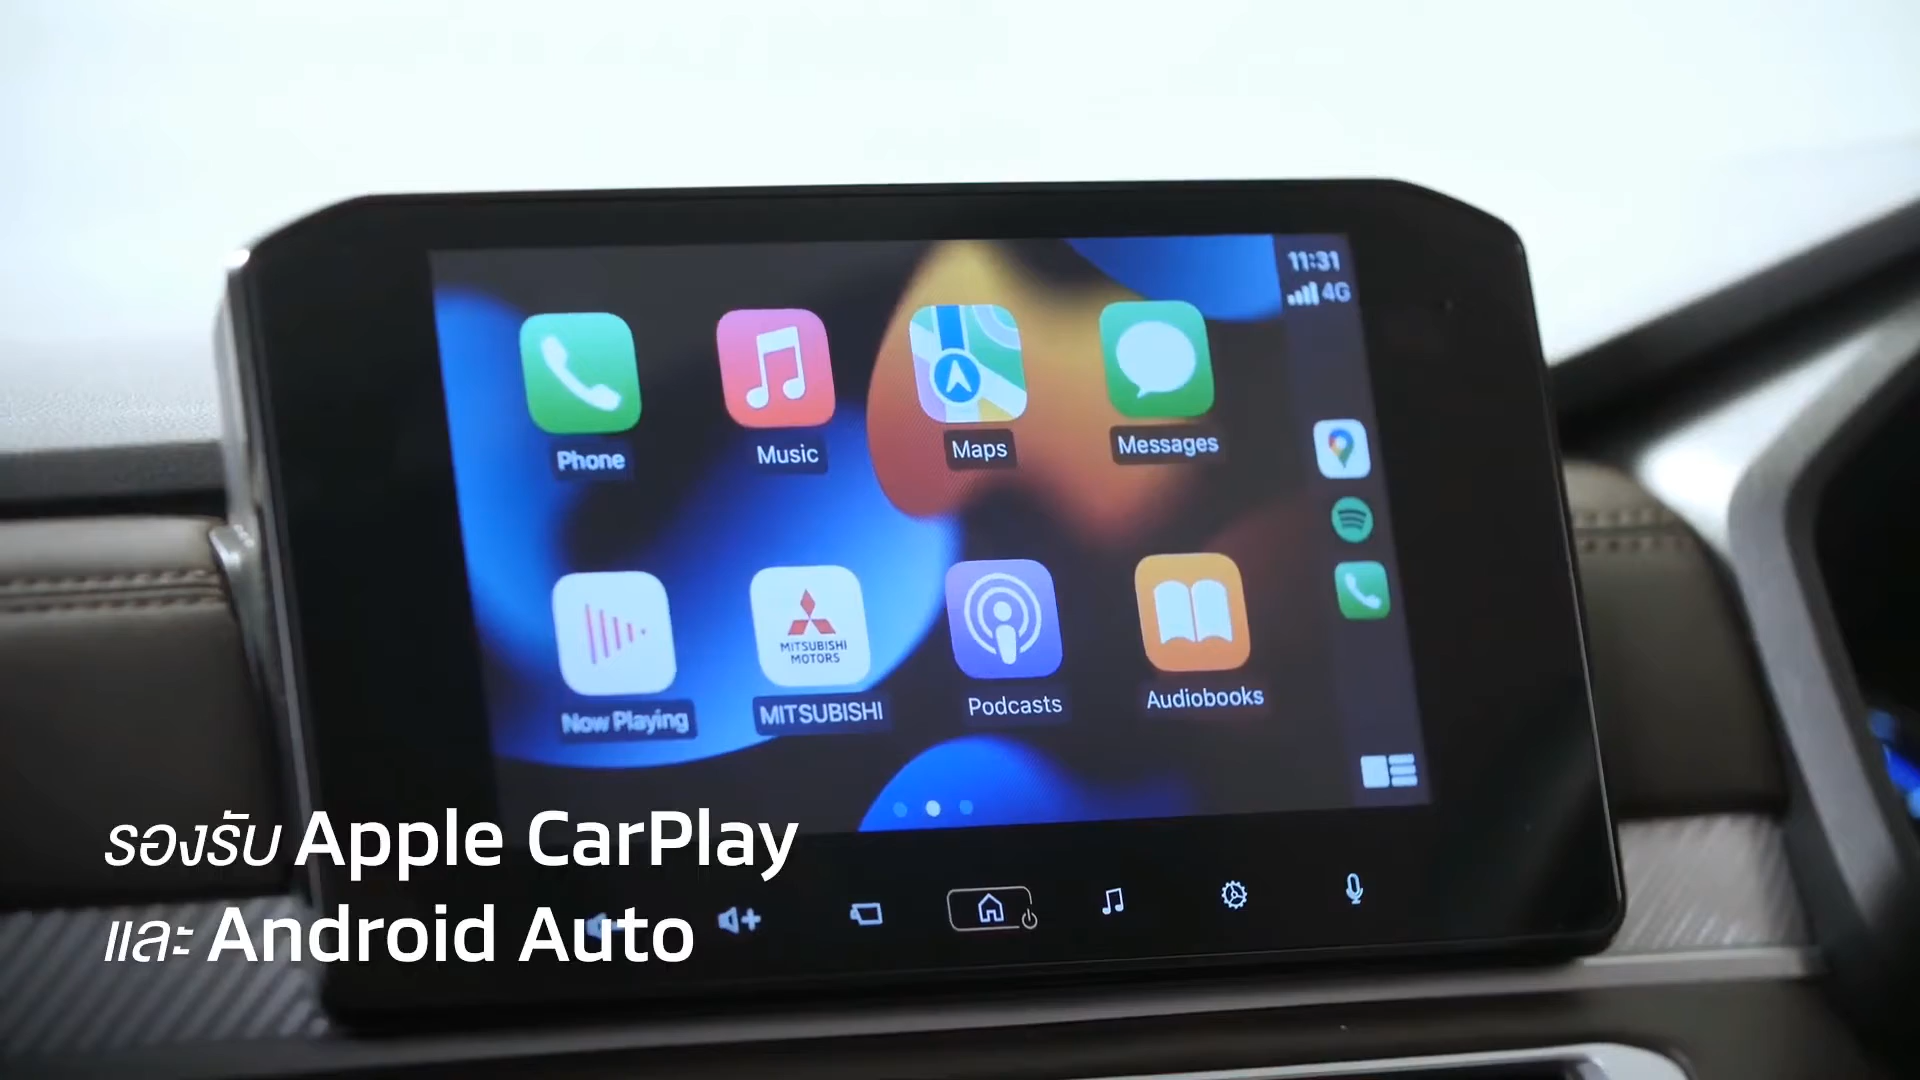 11:31
4G
Phone
Music
Maps
Messages
MITSUBISHI
MOTORS
Now Playing
MITSUBISHI
Podcasts
Audiobooks
รองรับ Apple CarPlay
และ Android Auto